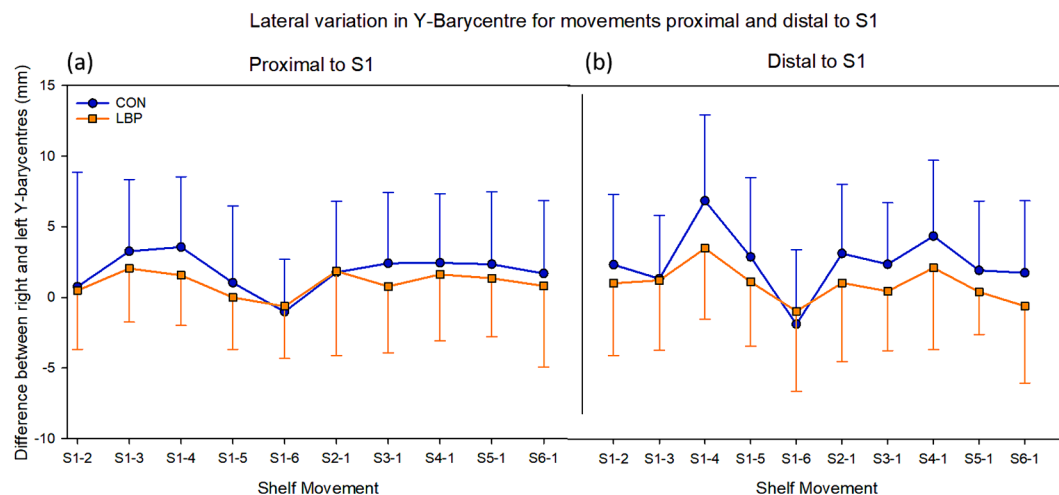 Lateral variation in Y-Barycentre for movements proximal and distal to S1
(a) Proximal to S1
(b) Distal to S1
Difference between right and left Y-barycentres (mm)
15
10
5
0
-5
-10
CON
LBP
S1-2 S1-3 S1-4 S1-5 S1-6 S2-1 S3-1 S4-1 S5-1 S6-1
Shelf Movement
S1-2 S1-3 S1-4 S1-5 S1-6 S2-1 S3-1 S4-1 S5-1 S6-1
Shelf Movement